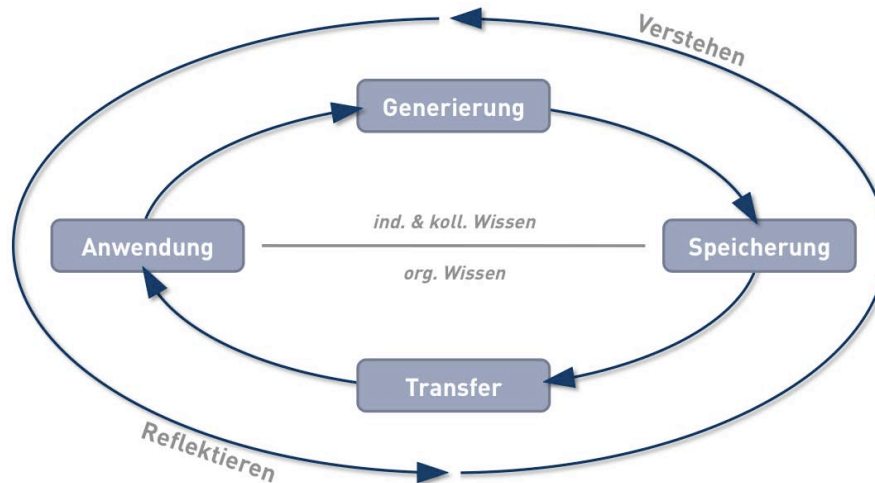 Verstehen
Generierung
ind. & koll. Wissen
Anwendung
Speicherung
org. Wissen
Transfer
Reflektieren